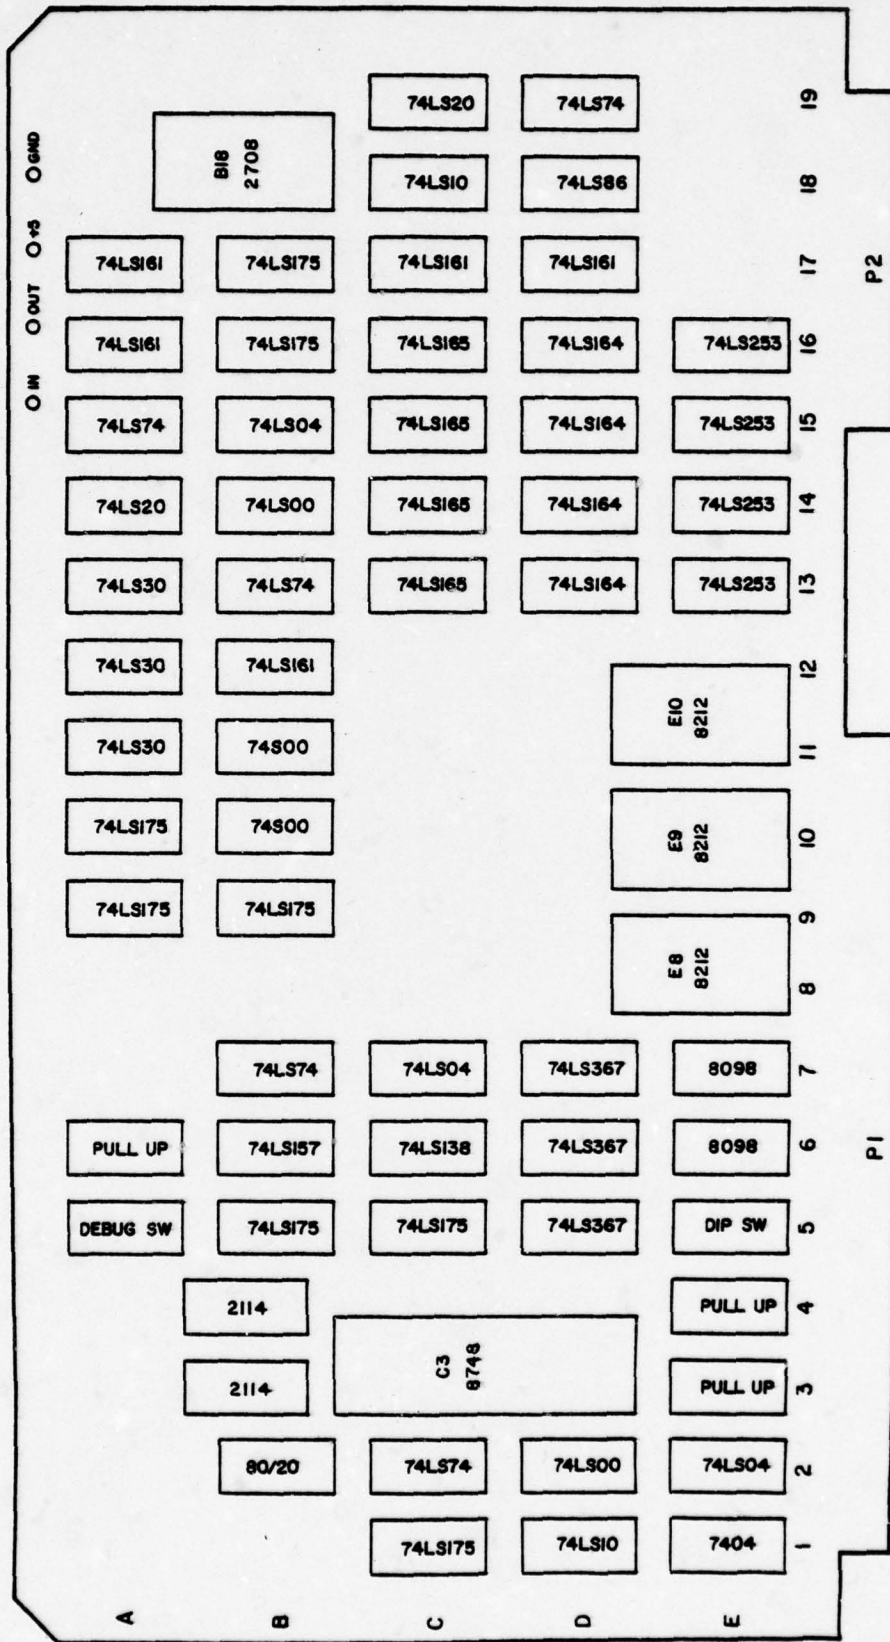 GND
+5
OUT
IN
74LS20 74LS74 19
B18
2708
74LS10 74LS86 18
74LS161 74LS175 74LS161 74LS161 17
P2
74LS161 74LS175 74LS165 74LS164 74LS253 16
74LS74 74LS04 74LS165 74LS164 74LS253 15
74LS20 74LS00 74LS165 74LS164 74LS253 14
74LS30 74LS74 74LS165 74LS164 74LS253 13
74LS30 74LS161 12
E10
8212
74LS30 74S00 11
74LS175 74S00 10
E9
8212
74LS175 74LS175 9
E8
8212
8
74LS74 74LS04 74LS367 8098 7
PULL UP 74LS157 74LS138 74LS367 8098 6
P1
DEBUG SW 74LS175 74LS175 74LS367 DIP SW 5
2114 PULL UP 4
C3
8748
2114 PULL UP 3
80/20 74LS74 74LS00 74LS04 2
74LS175 74LS10 7404 1
A B C D E